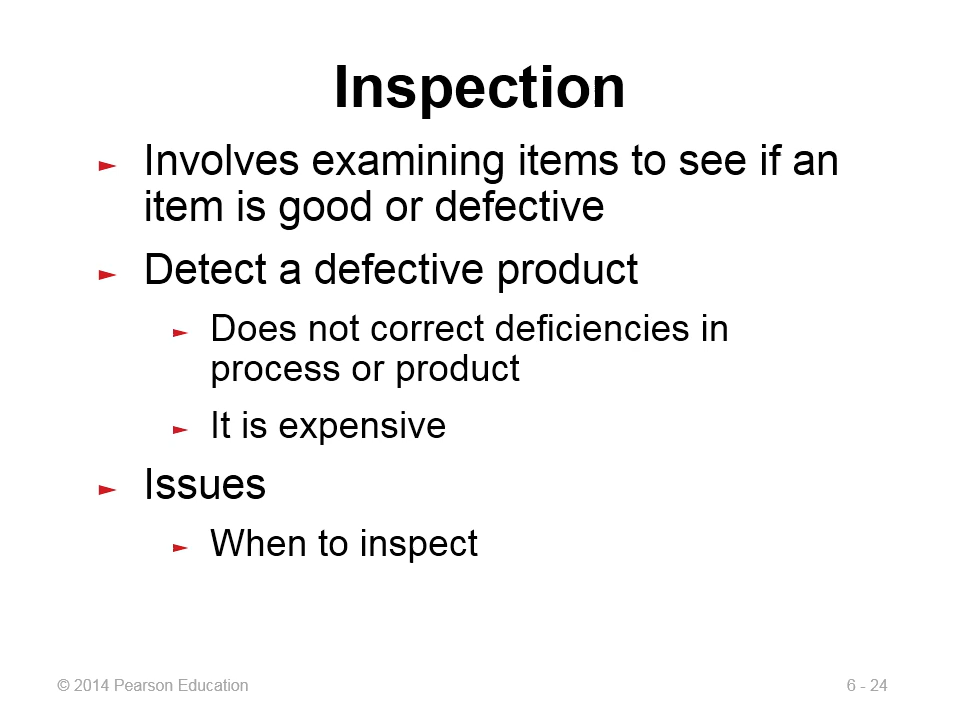 Inspection
► Involves examining items to see if an
item is good or defective
► Detect a defective product
► Does not correct deficiencies in
process or product
► It is expensive
► Issues
► When to inspect
© 2014 Pearson Education
6 - 24